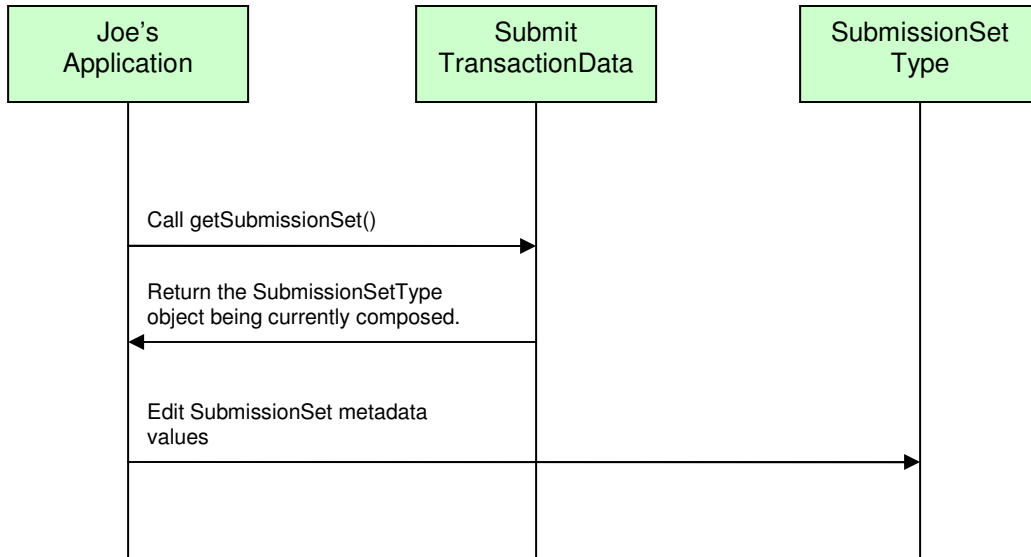 Joe’s
Application
Submit
TransactionData
SubmissionSet
Type
Call getSubmissionSet()
Return the SubmissionSetType
object being currently composed.
Edit SubmissionSet metadata
values